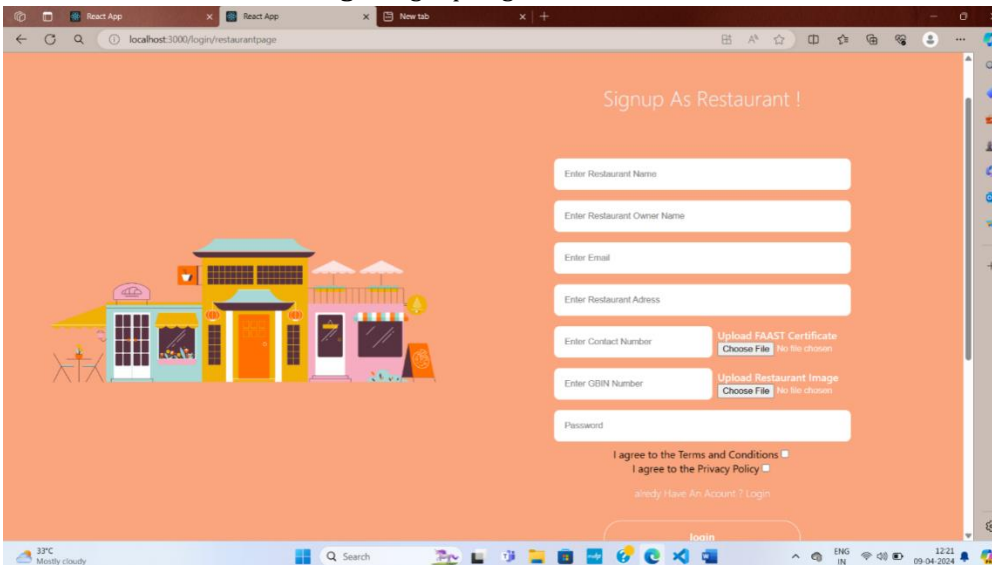 React App
React App
New tab
localhost:3000/login/restaurantpage
Signup As Restaurant !
Enter Restaurant Name
Enter Restaurant Owner Name
Enter Email
Enter Restaurant Adress
Enter Contact Number
Upload FAAST Certificate
Choose File No file chosen
Enter GBIN Number
Upload Restaurant Image
Choose File No file chosen
Password
I agree to the Terms and Conditions
I agree to the Privacy Policy
alredy Have An Acount ? Login
login
33°C
Mostly cloudy
Search
ENG
IN
12:21
09-04-2024